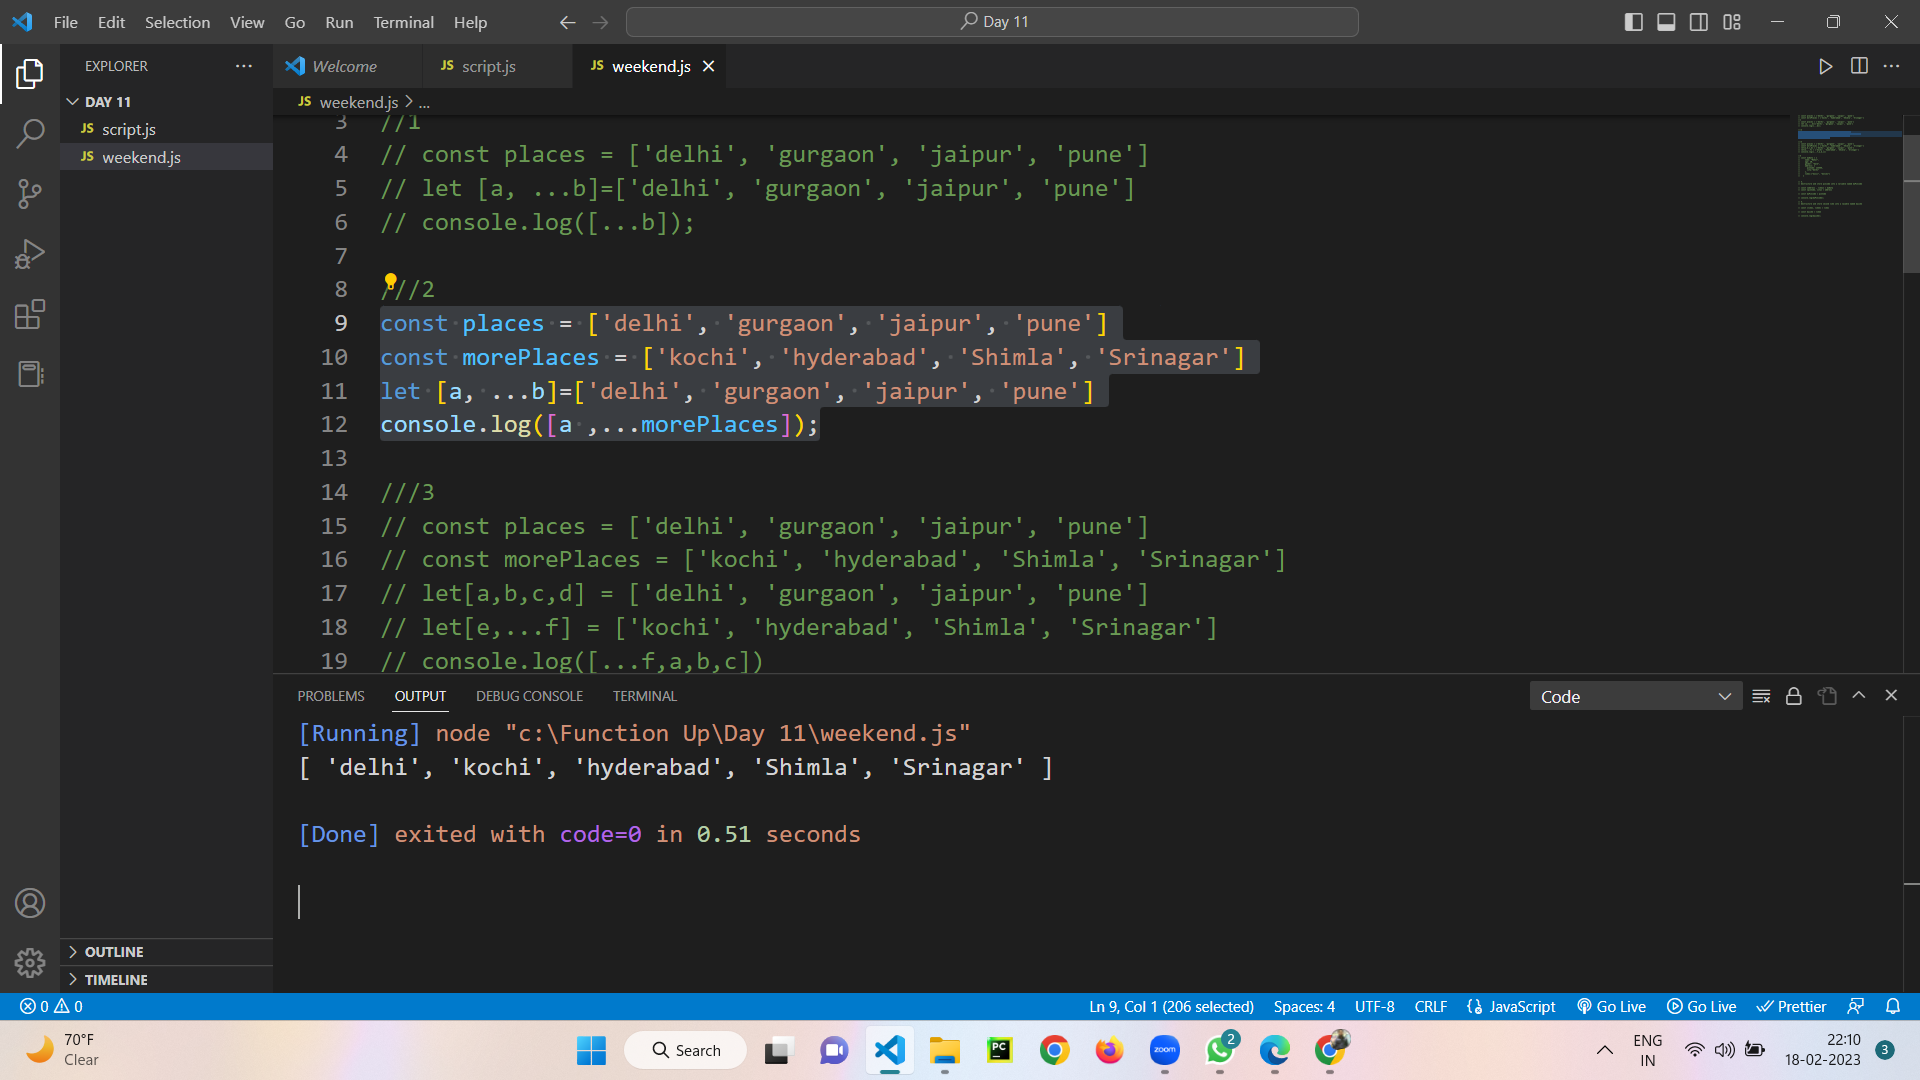 File Edit Selection View Go Run Terminal Help
Day 11
EXPLORER
DAY 11
JS script.js
JS weekend.js
OUTLINE
TIMELINE
Welcome
JS script.js
JS weekend.js
JS weekend.js > ...
3 //1
4 // const places = ['delhi', 'gurgaon', 'jaipur', 'pune']
5 // let [a, ...b]=['delhi', 'gurgaon', 'jaipur', 'pune']
6 // console.log([...b]);
7
8 ///2
9 const places = ['delhi', 'gurgaon', 'jaipur', 'pune']
10 const morePlaces = ['kochi', 'hyderabad', 'Shimla', 'Srinagar']
11 let [a, ...b]=['delhi', 'gurgaon', 'jaipur', 'pune']
12 console.log([a ,...morePlaces]);
13
14 ///3
15 // const places = ['delhi', 'gurgaon', 'jaipur', 'pune']
16 // const morePlaces = ['kochi', 'hyderabad', 'Shimla', 'Srinagar']
17 // let[a,b,c,d] = ['delhi', 'gurgaon', 'jaipur', 'pune']
18 // let[e,...f] = ['kochi', 'hyderabad', 'Shimla', 'Srinagar']
19 // console.log([...f,a,b,c])
PROBLEMS OUTPUT DEBUG CONSOLE TERMINAL
Code
[Running] node "c:\Function Up\Day 11\weekend.js"
[ 'delhi', 'kochi', 'hyderabad', 'Shimla', 'Srinagar' ]
[Done] exited with code=0 in 0.51 seconds
0 0
Ln 9, Col 1 (206 selected) Spaces: 4 UTF-8 CRLF {} JavaScript Go Live Go Live Prettier
70°F
Clear
Search
PC
zoom
2
ENG
IN
22:10
18-02-2023
3